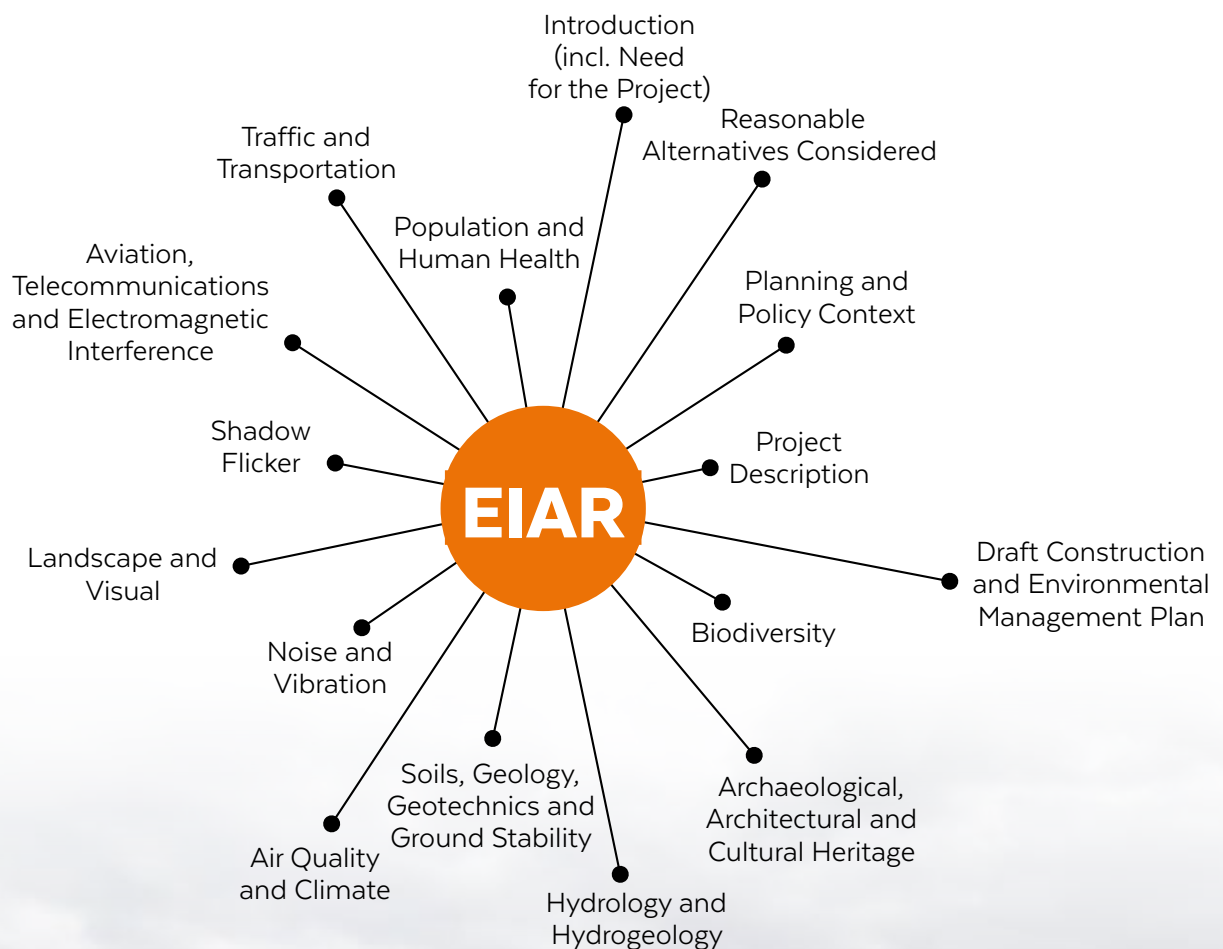 Introduction
(incl. Need
for the Project)
Reasonable
Alternatives Considered
Traffic and
Transportation
Population and
Human Health
Aviation,
Telecommunications
and Electromagnetic
Interference
Planning and
Policy Context
Shadow
Flicker
Project
Description
EIAR
Landscape and
Visual
Draft Construction
and Environmental
Management Plan
Noise and
Vibration
Biodiversity
Soils, Geology,
Geotechnics and
Ground Stability
Archaeological,
Architectural and
Cultural Heritage
Air Quality
and Climate
Hydrology and
Hydrogeology